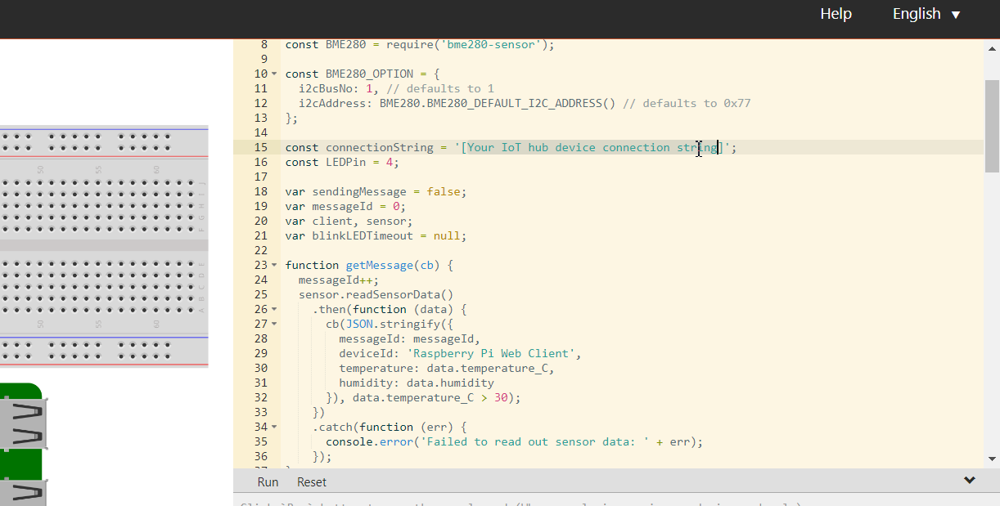 Help English ▼
8 const BME280 = require('bme280-sensor');
9
10 const BME280_OPTION = {
11 i2cBusNo: 1, // defaults to 1
12 i2cAddress: BME280.BME280_DEFAULT_I2C_ADDRESS() // defaults to 0x77
13 };
14
15 const connectionString = '[Your IoT hub device connection string]';
16 const LEDPin = 4;
17
18 var sendingMessage = false;
19 var messageId = 0;
20 var client, sensor;
21 var blinkLEDTimeout = null;
22
23 function getMessage(cb) {
24 messageId++;
25 sensor.readSensorData()
26 .then(function (data) {
27 cb(JSON.stringify({
28 messageId: messageId,
29 deviceId: 'Raspberry Pi Web Client',
30 temperature: data.temperature_C,
31 humidity: data.humidity
32 }), data.temperature_C > 30);
33 })
34 .catch(function (err) {
35 console.error('Failed to read out sensor data: ' + err);
36 });
50 55 60
J
I
H
G
F
E
D
C
B
A
50 55 60
Run Reset